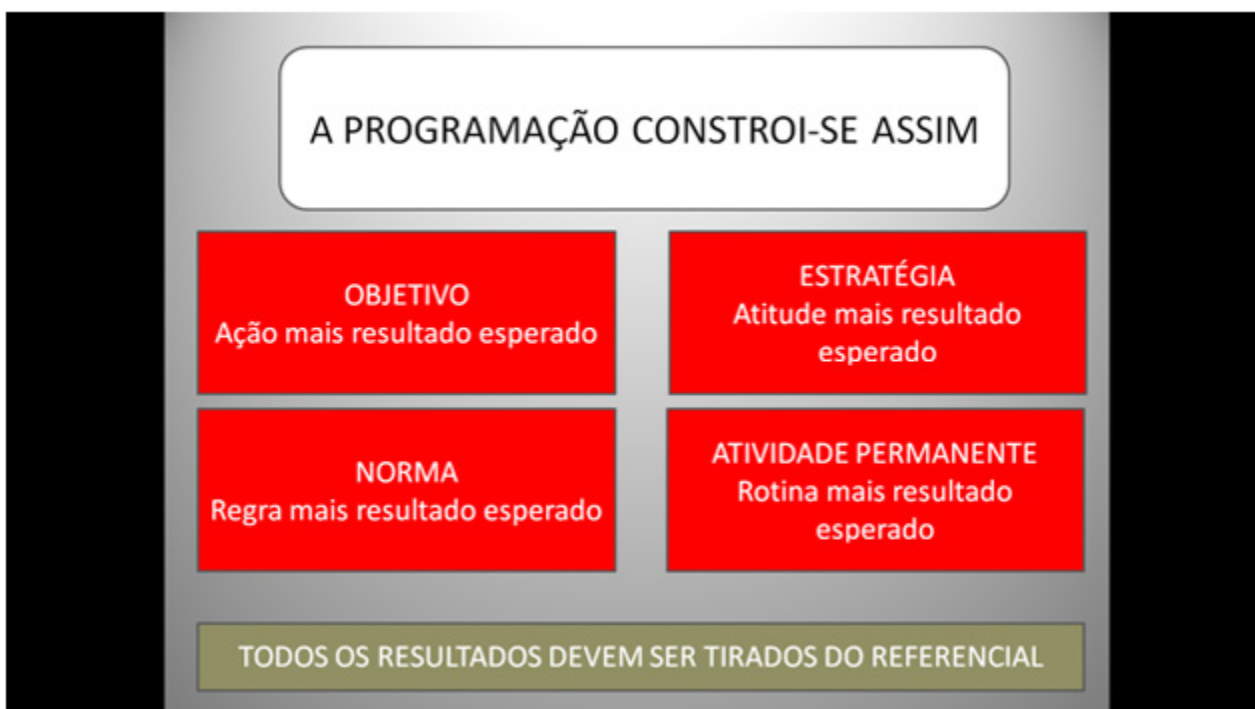 A PROGRAMAÇÃO CONSTROI-SE ASSIM
OBJETIVO
Ação mais resultado esperado
ESTRATÉGIA
Atitude mais resultado
esperado
NORMA
Regra mais resultado esperado
ATIVIDADE PERMANENTE
Rotina mais resultado
esperado
TODOS OS RESULTADOS DEVEM SER TIRADOS DO REFERENCIAL